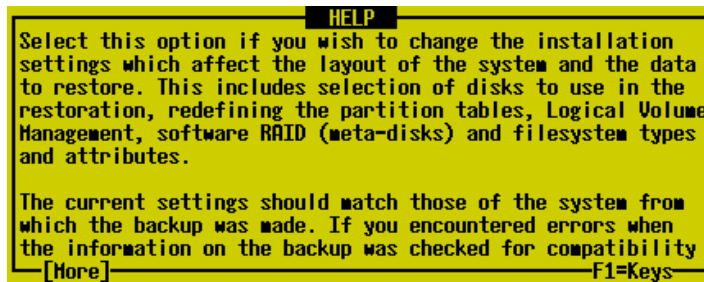 HELP
Select this option if you wish to change the installation
settings which affect the layout of the system and the data
to restore. This includes selection of disks to use in the
restoration, redefining the partition tables, Logical Volume
Management, software RAID (meta-disks) and filesystem types
and attributes.
The current settings should match those of the system from
which the backup was made. If you encountered errors when
the information on the backup was checked for compatibility
[More] F1=Keys